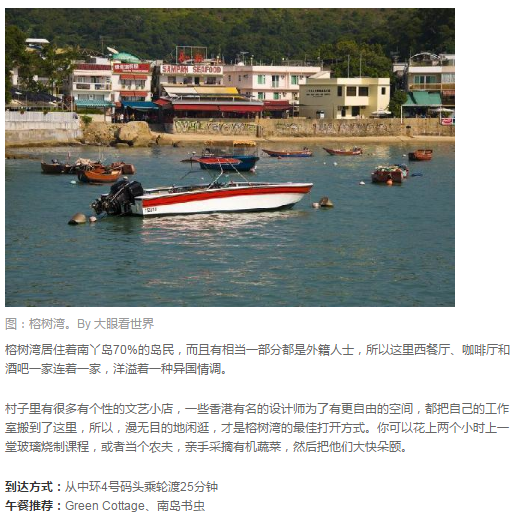 SAMPAN SEAFOOD
图：榕树湾。By 大眼看世界
榕树湾居住着南丫岛70%的岛民，而且有相当一部分都是外籍人士，所以这里西餐厅、咖啡厅和
酒吧一家连着一家，洋溢着一种异国情调。
村子里有很多有个性的文艺小店，一些香港有名的设计师为了有更自由的空间，都把自己的工作
室搬到了这里，所以，漫无目的地闲逛，才是榕树湾的最佳打开方式。你可以花上两个小时上一
堂玻璃烧制课程，或者当个农夫，亲手采摘有机蔬菜，然后把他们大快朵颐。
到达方式：从中环4号码头乘轮渡25分钟
午餐推荐：Green Cottage、南岛书虫